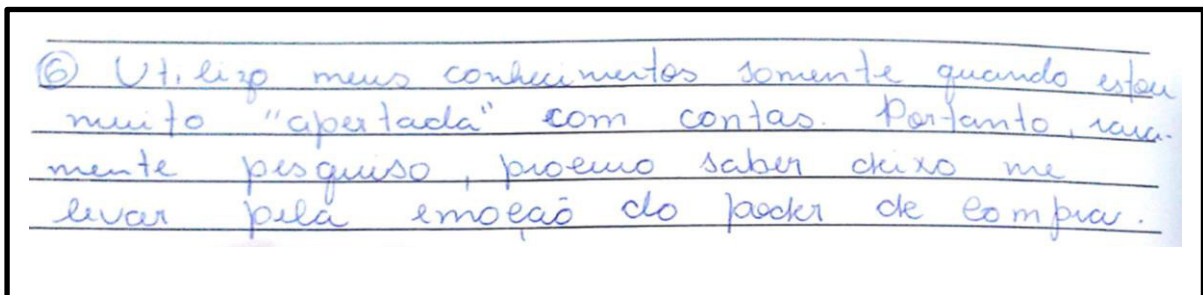 ⑥ Utilizo meus conhecimentos somente quando estou
muito "apertada" com contas. Portanto, rara-
mente pesquiso, procuro saber deixo me
levar pela emoção do poder de compra.